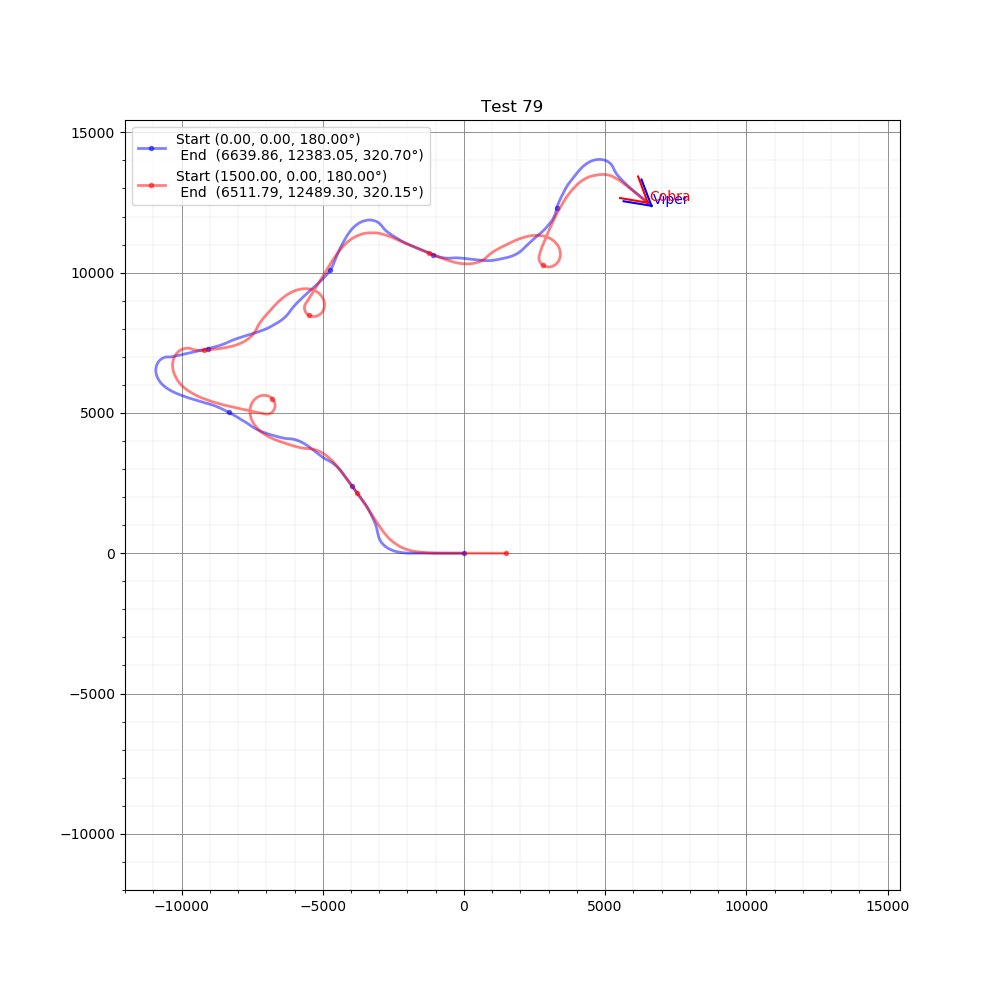 Test 79
Start (0.00, 0.00, 180.00°)
End (6639.86, 12383.05, 320.70°)
Start (1500.00, 0.00, 180.00°)
End (6511.79, 12489.30, 320.15°)
Cobra
Viper
15000
10000
5000
0
−5000
−10000
−10000
−5000
0
5000
10000
15000